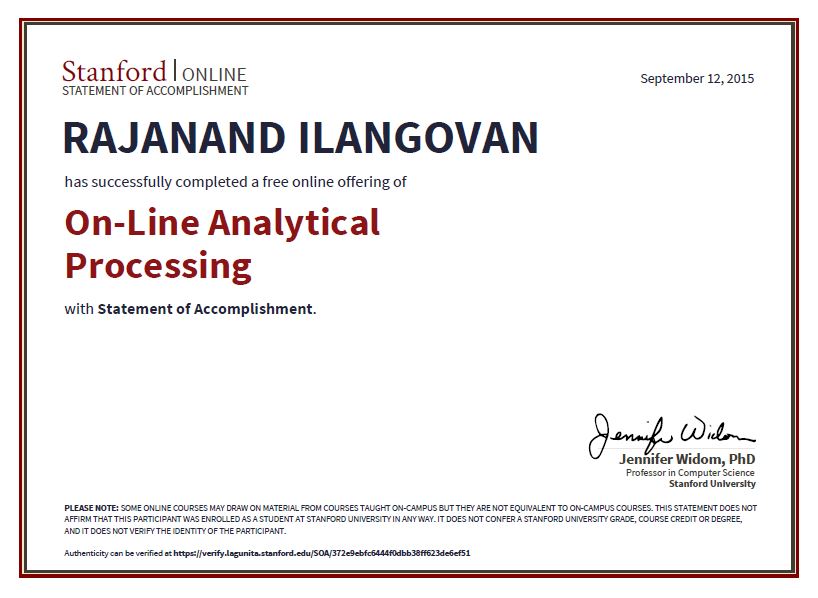 Stanford | ONLINE
STATEMENT OF ACCOMPLISHMENT
September 12, 2015
RAJANAND ILANGOVAN
has successfully completed a free online offering of
On-Line Analytical
Processing
with Statement of Accomplishment.
Jennifer Widom
Jennifer Widom, PhD
Professor in Computer Science
Stanford University
PLEASE NOTE: SOME ONLINE COURSES MAY DRAW ON MATERIAL FROM COURSES TAUGHT ON-CAMPUS BUT THEY ARE NOT EQUIVALENT TO ON-CAMPUS COURSES. THIS STATEMENT DOES NOT
AFFIRM THAT THIS PARTICIPANT WAS ENROLLED AS A STUDENT AT STANFORD UNIVERSITY IN ANY WAY. IT DOES NOT CONFER A STANFORD UNIVERSITY GRADE, COURSE CREDIT OR DEGREE,
AND IT DOES NOT VERIFY THE IDENTITY OF THE PARTICIPANT.
Authenticity can be verified at https://verify.lagunita.stanford.edu/SOA/372e9ebfc6444f0dbb38ff623de6ef51